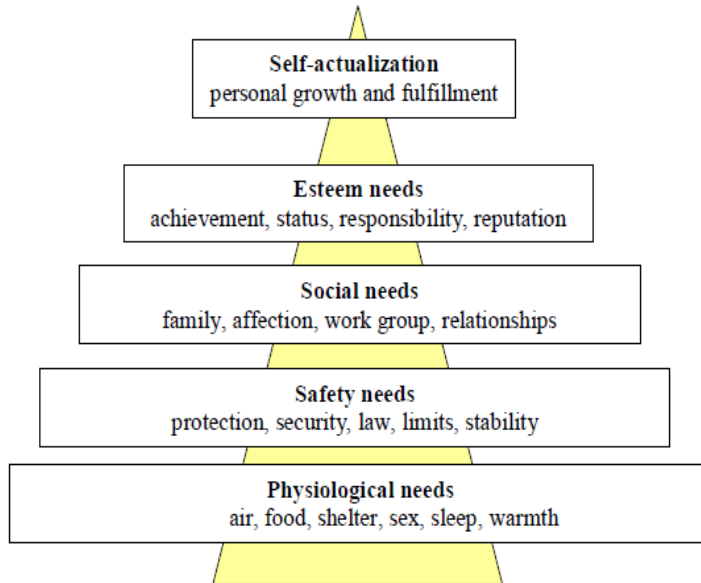 Self-actualization
personal growth and fulfillment
Esteem needs
achievement, status, responsibility, reputation
Social needs
family, affection, work group, relationships
Safety needs
protection, security, law, limits, stability
Physiological needs
air, food, shelter, sex, sleep, warmth